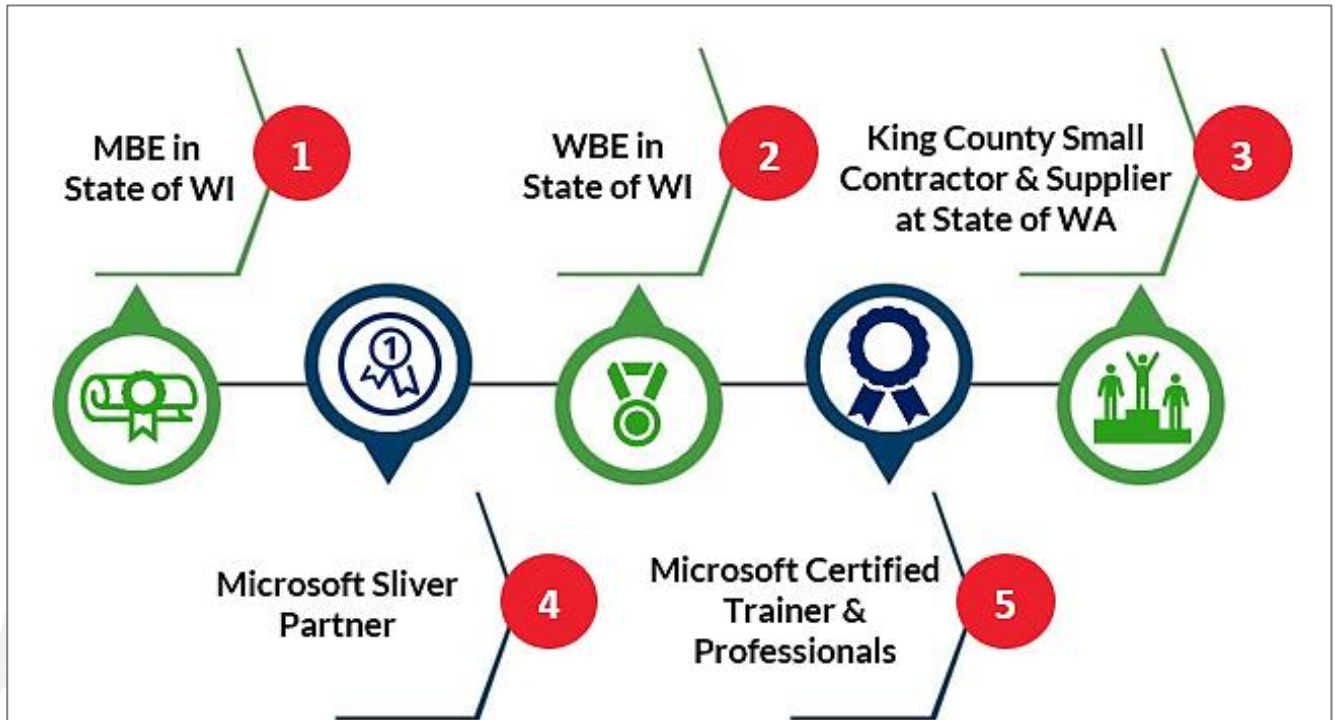 MBE in
State of WI
1
WBE in
State of WI
2
King County Small
Contractor & Supplier
at State of WA
3
1
Microsoft Sliver
Partner
4
Microsoft Certified
Trainer &
Professionals
5